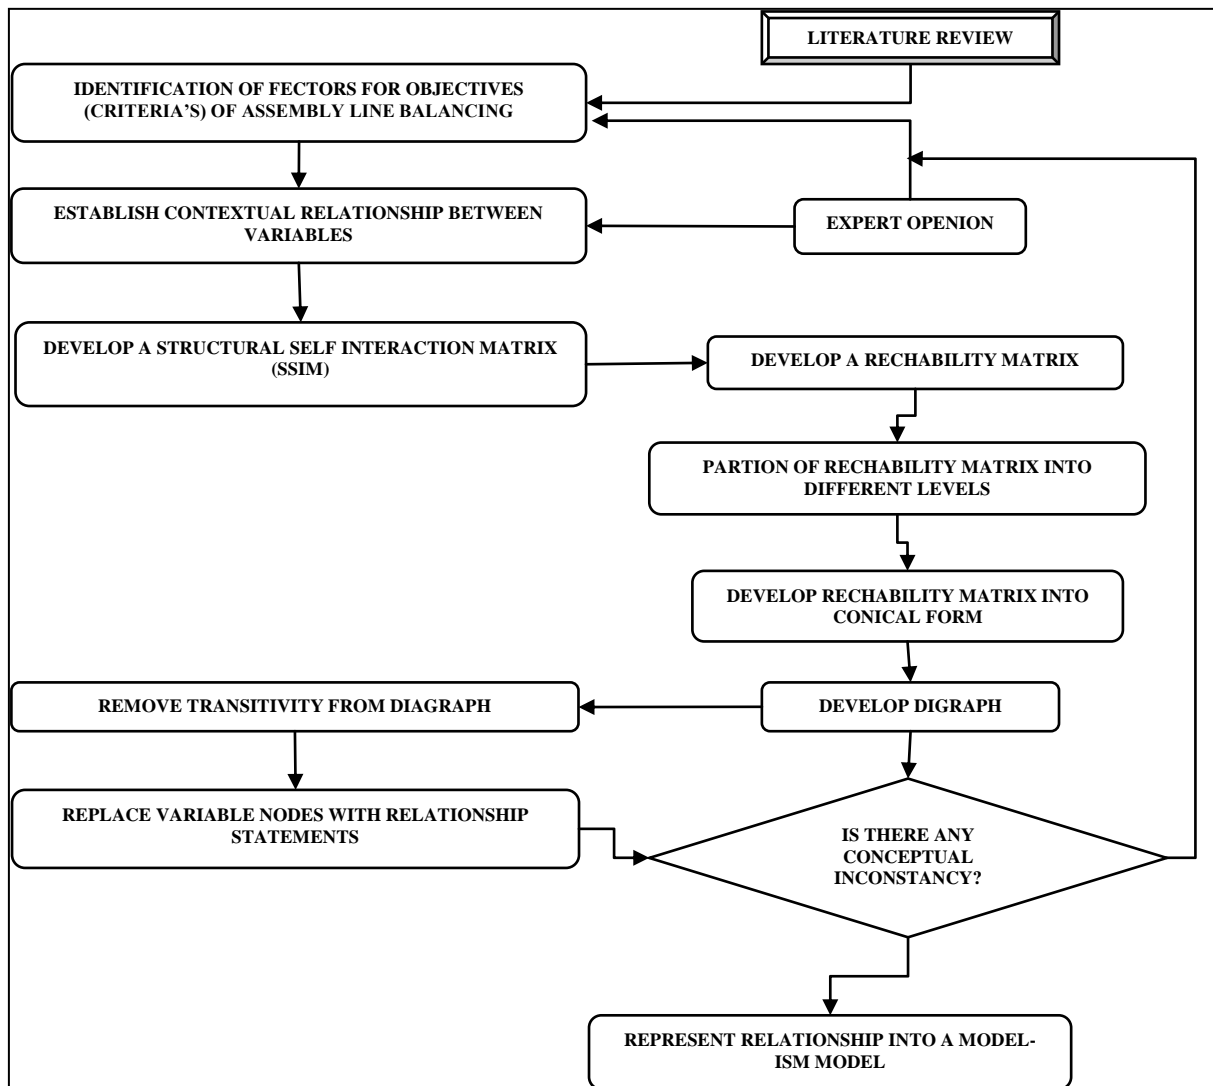 LITERATURE REVIEW
IDENTIFICATION OF FECTORS FOR OBJECTIVES
(CRITERIA’S) OF ASSEMBLY LINE BALANCING
ESTABLISH CONTEXTUAL RELATIONSHIP BETWEEN
VARIABLES
EXPERT OPENION
DEVELOP A STRUCTURAL SELF INTERACTION MATRIX
(SSIM)
DEVELOP A RECHABILITY MATRIX
PARTION OF RECHABILITY MATRIX INTO
DIFFERENT LEVELS
DEVELOP RECHABILITY MATRIX INTO
CONICAL FORM
REMOVE TRANSITIVITY FROM DIAGRAPH
DEVELOP DIGRAPH
REPLACE VARIABLE NODES WITH RELATIONSHIP
STATEMENTS
IS THERE ANY
CONCEPTUAL
INCONSTANCY?
REPRESENT RELATIONSHIP INTO A MODEL-
ISM MODEL